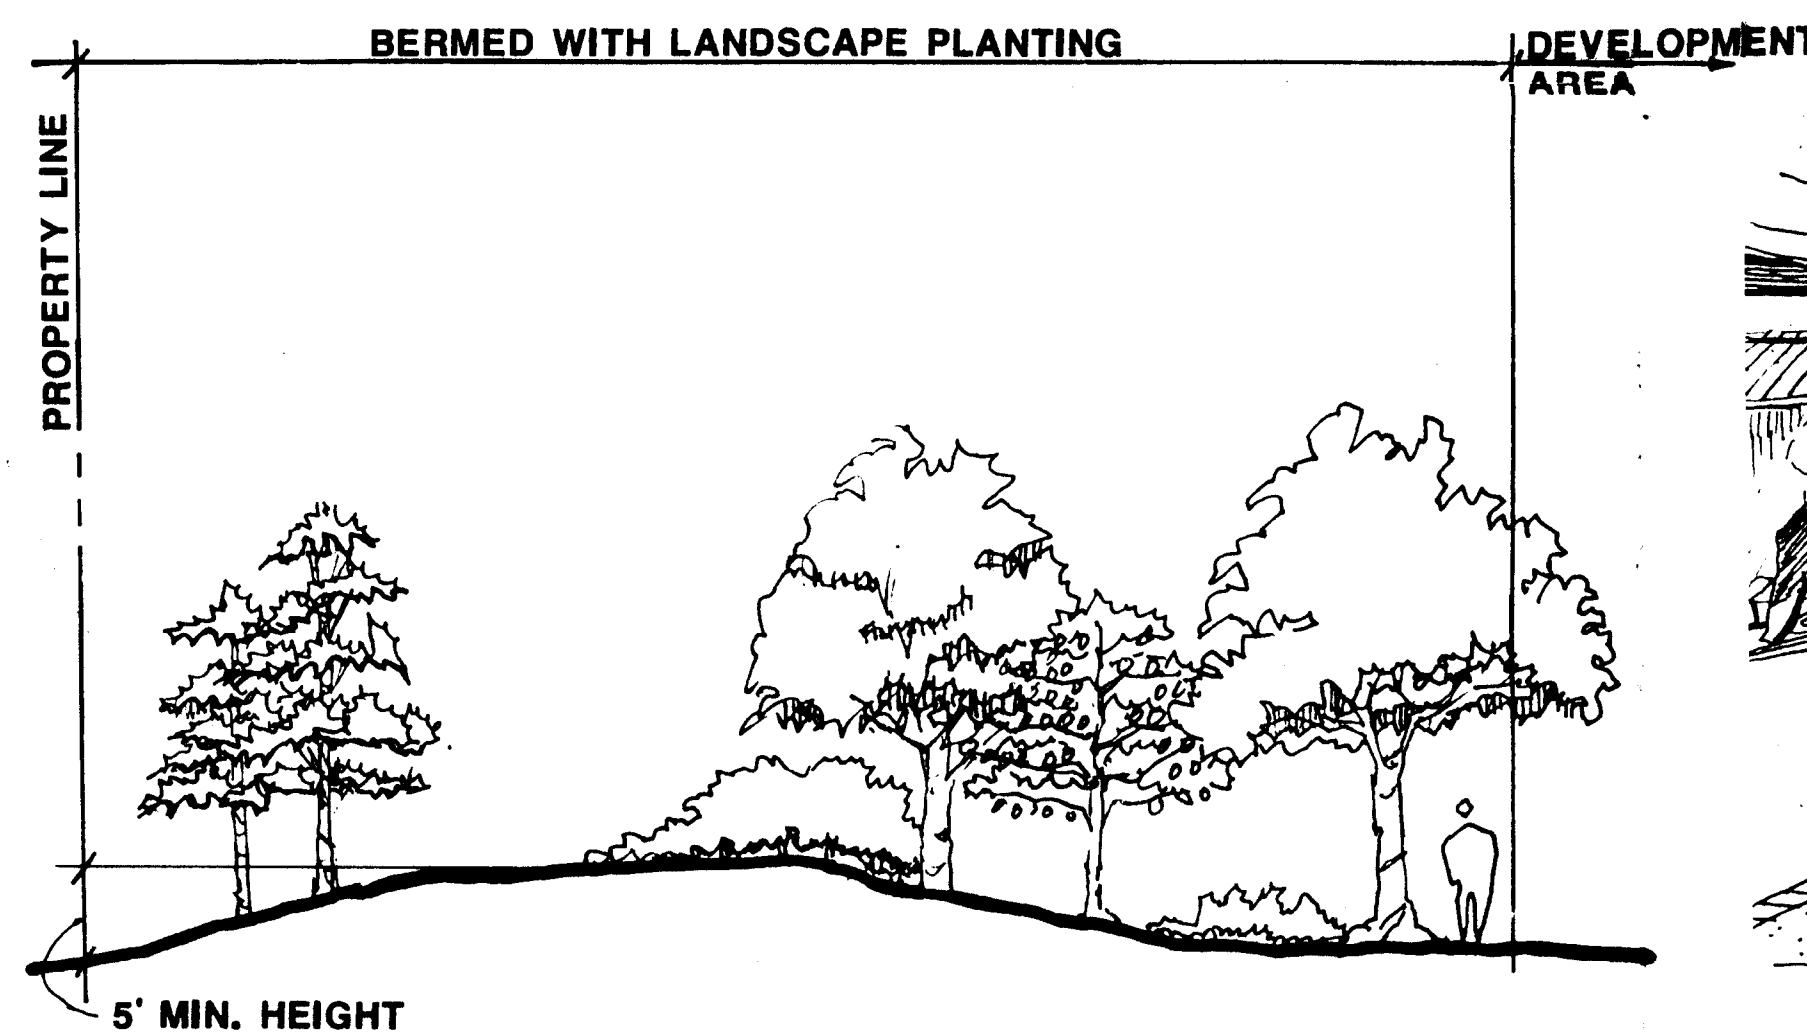 BERMED WITH LANDSCAPE PLANTING
DEVELOPMENT
AREA
PROPERTY LINE
5' MIN. HEIGHT